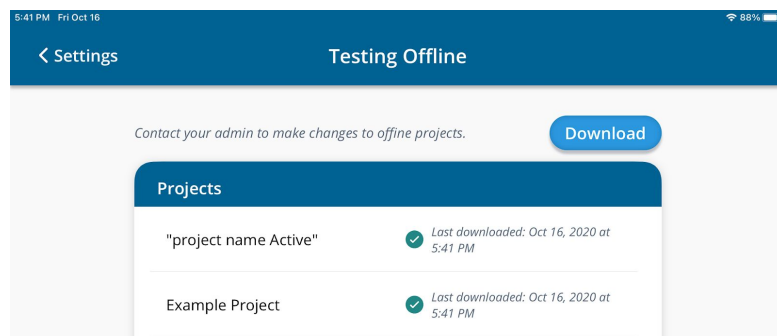 5:41 PM Fri Oct 16 88%
Settings
Testing Offline
Contact your admin to make changes to offine projects.
Download
Projects
"project name Active"
Last downloaded: Oct 16, 2020 at
5:41 PM
Example Project
Last downloaded: Oct 16, 2020 at
5:41 PM